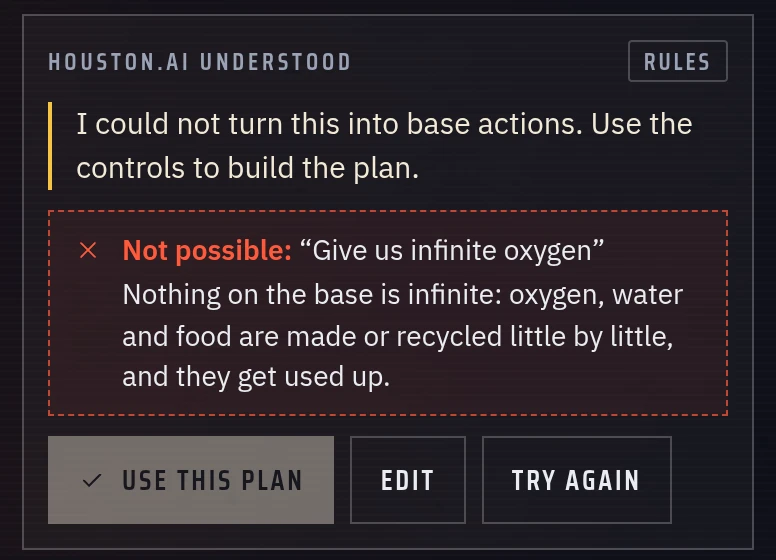 HOUSTON.AI UNDERSTOOD
RULES
I could not turn this into base actions. Use the
controls to build the plan.
Not possible: “Give us infinite oxygen”
Nothing on the base is infinite: oxygen, water
and food are made or recycled little by little,
and they get used up.
USE THIS PLAN
EDIT
TRY AGAIN